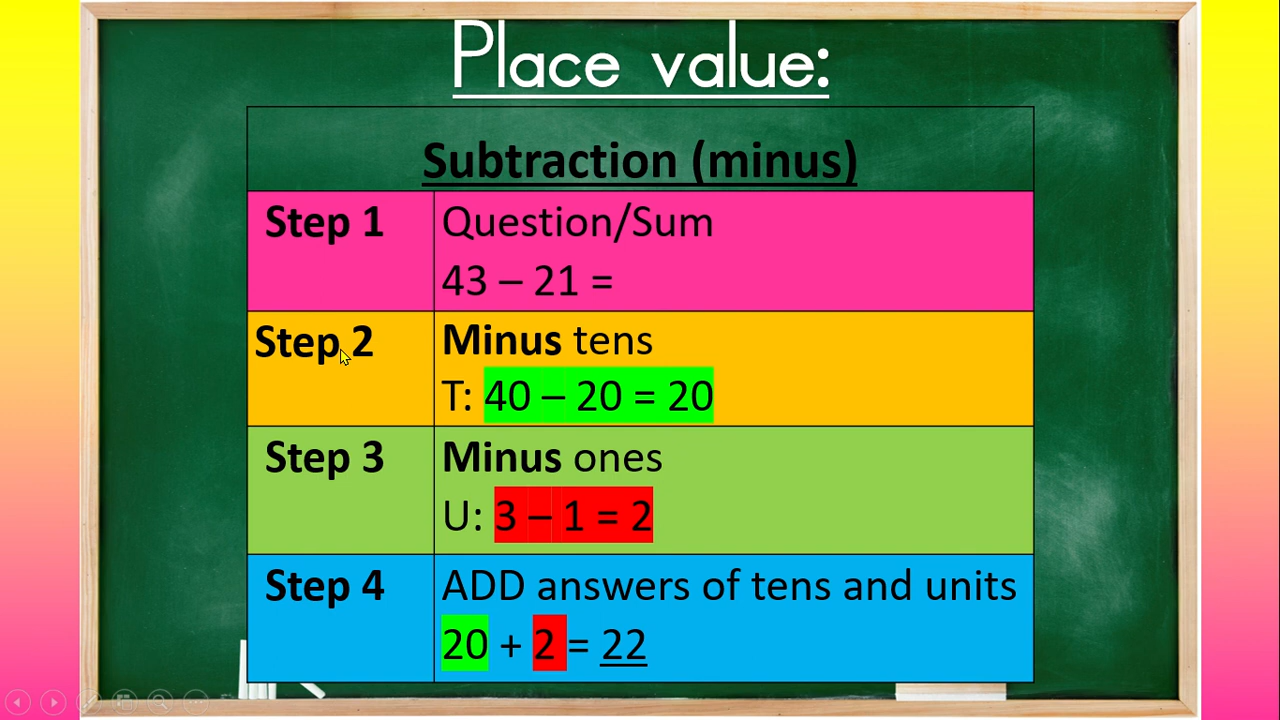 Place value:
Subtraction (minus)
Step 1
Question/Sum
43 – 21 =
Step 2
Minus tens
T: 40 – 20 = 20
Step 3
Minus ones
U: 3 – 1 = 2
Step 4
ADD answers of tens and units
20 + 2 = 22